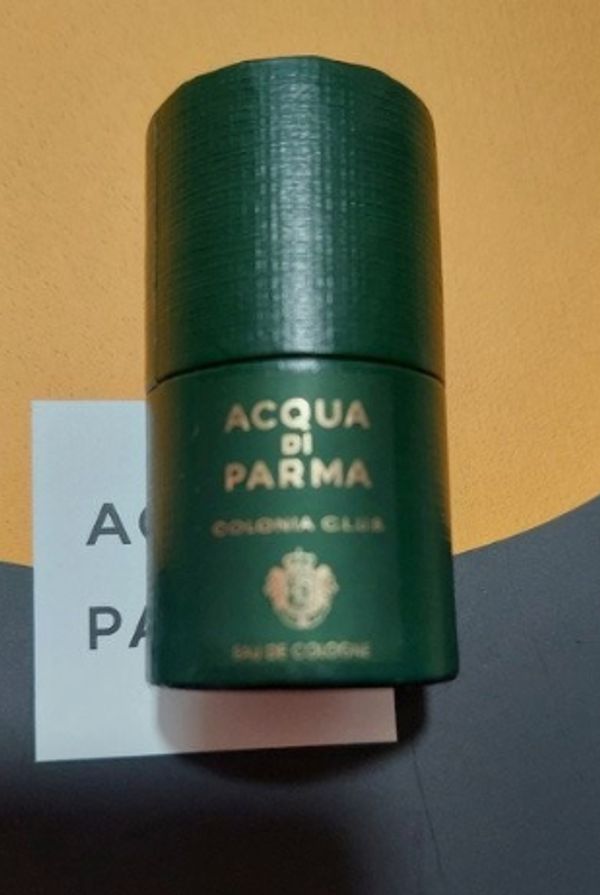 ACQUA
DI
PARMA
COLONIA CLUB
EAU DE COLOGNE
AC
PA